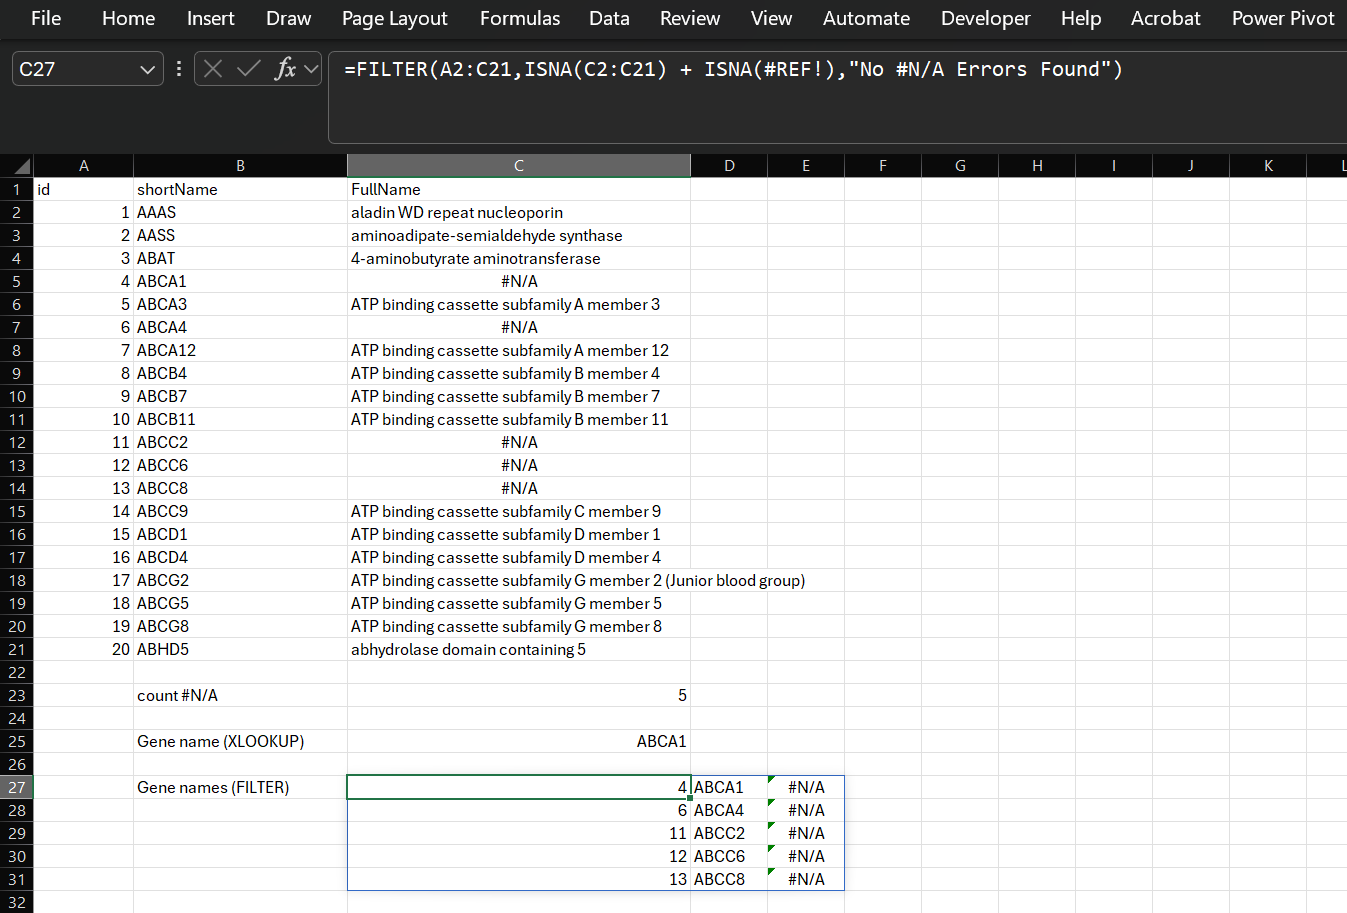 File Home Insert Draw Page Layout Formulas Data Review View Automate Developer Help Acrobat Power Pivot
C27 fx =FILTER(A2:C21,ISNA(C2:C21) + ISNA(#REF!),"No #N/A Errors Found")
A B C D E F G H I J K L
1 id shortName FullName
2 1 AAAS aladin WD repeat nucleoporin
3 2 AASS aminoadipate-semialdehyde synthase
4 3 ABAT 4-aminobutyrate aminotransferase
5 4 ABCA1 #N/A
6 5 ABCA3 ATP binding cassette subfamily A member 3
7 6 ABCA4 #N/A
8 7 ABCA12 ATP binding cassette subfamily A member 12
9 8 ABCB4 ATP binding cassette subfamily B member 4
10 9 ABCB7 ATP binding cassette subfamily B member 7
11 10 ABCB11 ATP binding cassette subfamily B member 11
12 11 ABCC2 #N/A
13 12 ABCC6 #N/A
14 13 ABCC8 #N/A
15 14 ABCC9 ATP binding cassette subfamily C member 9
16 15 ABCD1 ATP binding cassette subfamily D member 1
17 16 ABCD4 ATP binding cassette subfamily D member 4
18 17 ABCG2 ATP binding cassette subfamily G member 2 (Junior blood group)
19 18 ABCG5 ATP binding cassette subfamily G member 5
20 19 ABCG8 ATP binding cassette subfamily G member 8
21 20 ABHD5 abhydrolase domain containing 5
22
23 count #N/A 5
24
25 Gene name (XLOOKUP) ABCA1
26
27 Gene names (FILTER) 4 ABCA1 #N/A
28 6 ABCA4 #N/A
29 11 ABCC2 #N/A
30 12 ABCC6 #N/A
31 13 ABCC8 #N/A
32